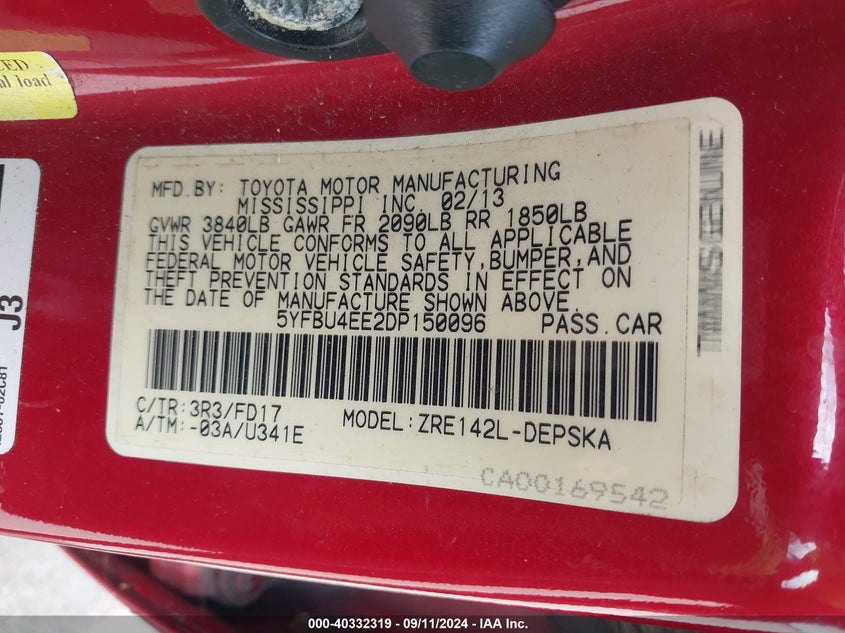 ED
al load
J3
MFD.BY: TOYOTA MOTOR MANUFACTURING
MISSISSIPPI INC. 02/13
GVWR 3840LB GAWR FR 2090LB RR 1850LB
THIS VEHICLE CONFORMS TO ALL APPLICABLE
FEDERAL MOTOR VEHICLE SAFETY,BUMPER,AND
THEFT PREVENTION STANDARDS IN EFFECT ON
THE DATE OF MANUFACTURE SHOWN ABOVE.
5YFBU4EE2DP150096 PASS.CAR
C/TR:3R3/FD17
A/TM:-03A/U341E
MODEL:ZRE142L-DEPSKA
CA00169542
000-40332319 - 09/11/2024 - IAA Inc.